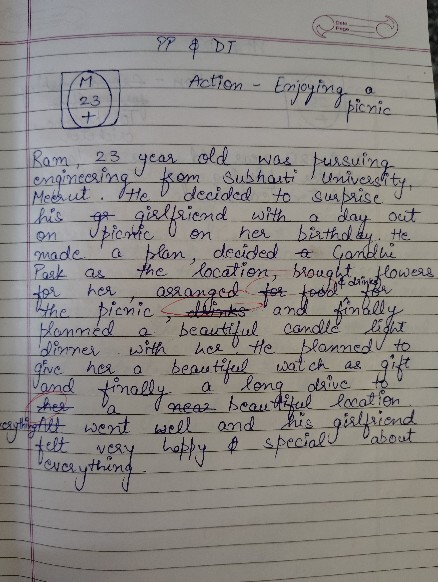 Date
Page
PP & DT
M
23
+
Action - Enjoying a
picnic
Ram, 23 year old was pursuing
engineering from Subharti University,
Meerut. He decided to surprise
his girlfriend with a day out
on picnic on her birthday. He
made a plan, decided Gandhi
Park as the location, brought flowers
for her, arranged food & drinks for
the picnic, drinks and finally
planned a beautiful candle light
dinner with her He planned to
give her a beautiful watch as gift
and finally a long drive to
her a near beautiful location
everything All went well and his girlfriend
felt very happy & special about
everything